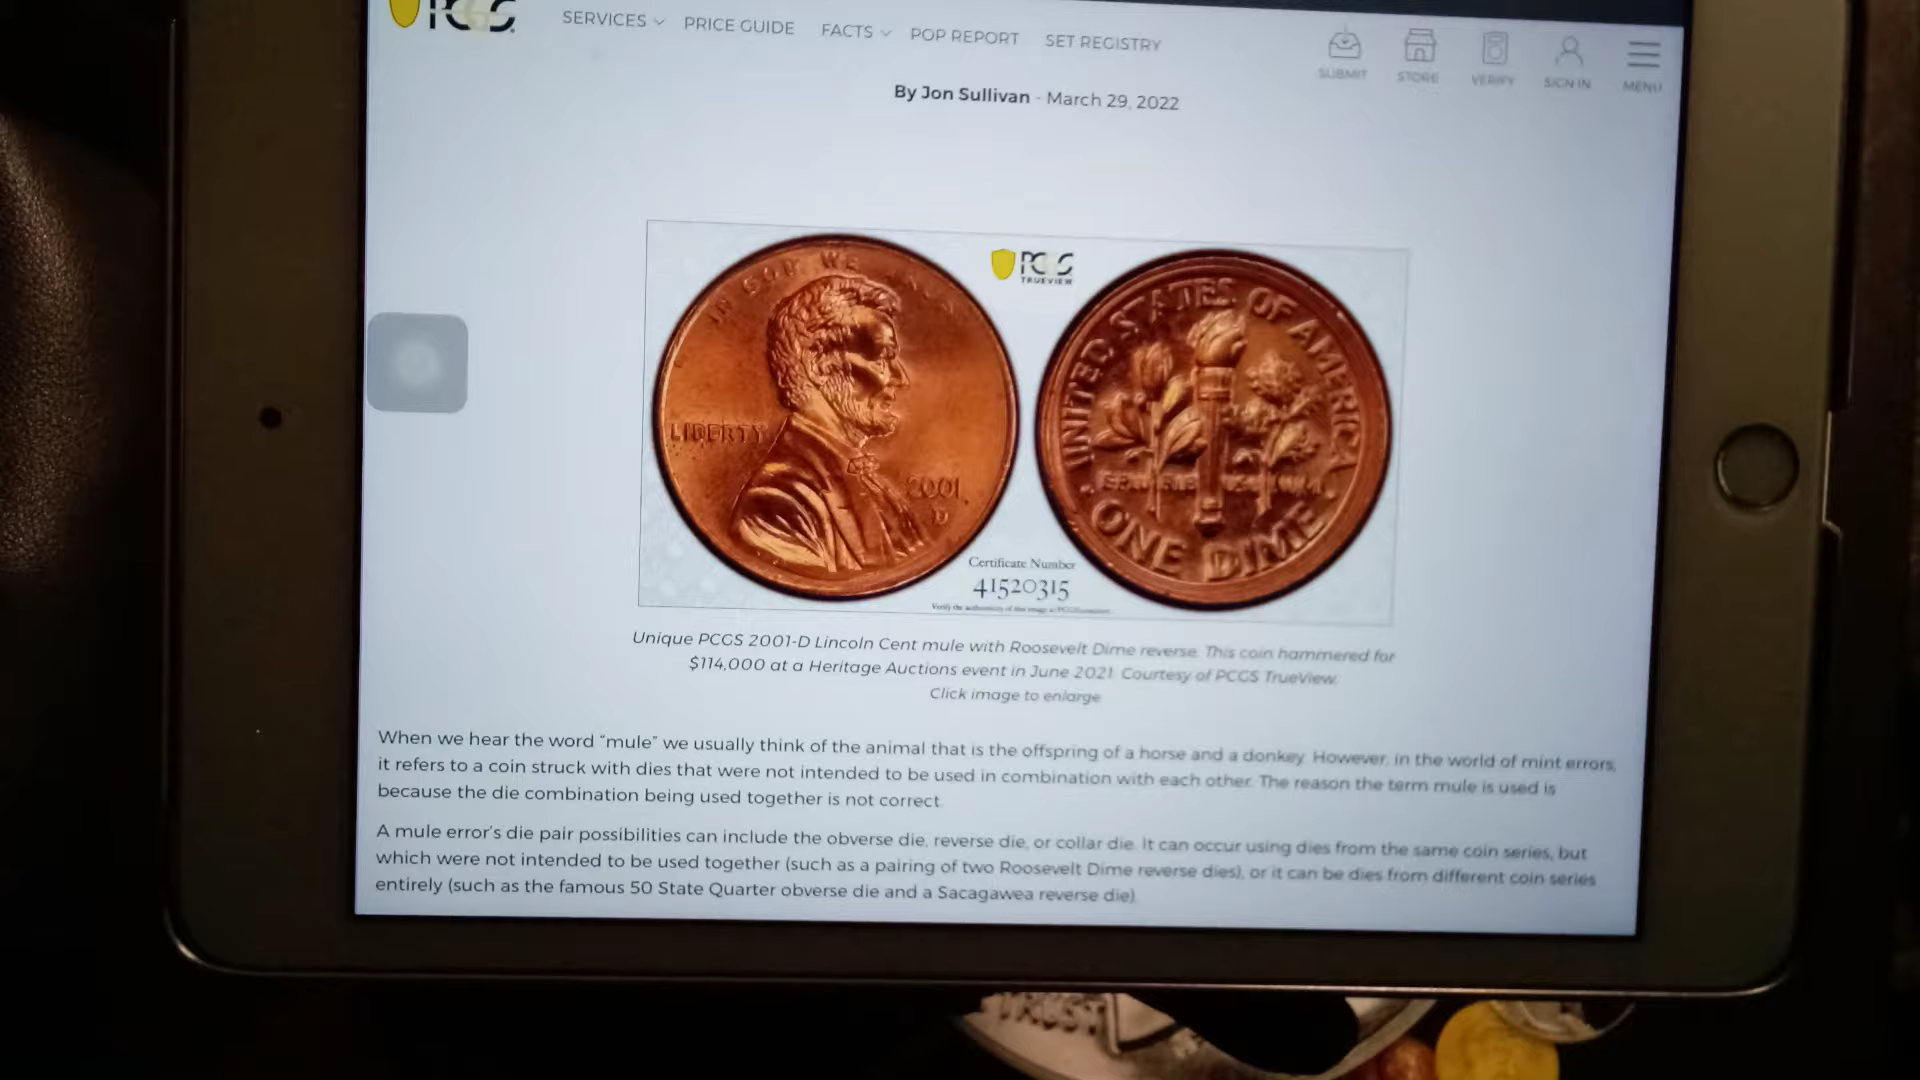 PCGS
SERVICES PRICE GUIDE FACTS POP REPORT SET REGISTRY
SUBMIT STORE VERIFY SIGN IN MENU
By Jon Sullivan - March 29, 2022
PCGS
TRUEVIEW
IN GOD WE
LIBERTY
2001
D
UNITED STATES OF AMERICA
ONE DIME
Certificate Number
41520315
Unique PCGS 2001-D Lincoln Cent mule with Roosevelt Dime reverse. This coin hammered for
$114,000 at a Heritage Auctions event in June 2021. Courtesy of PCGS TrueView.
Click image to enlarge.
When we hear the word “mule” we usually think of the animal that is the offspring of a horse and a donkey. However, in the world of mint errors,
it refers to a coin struck with dies that were not intended to be used in combination with each other. The reason the term mule is used is
because the die combination being used together is not correct.
A mule error’s die pair possibilities can include the obverse die, reverse die, or collar die. It can occur using dies from the same coin series, but
which were not intended to be used together (such as a pairing of two Roosevelt Dime reverse dies), or it can be dies from different coin series
entirely (such as the famous 50 State Quarter obverse die and a Sacagawea reverse die).
TRUST